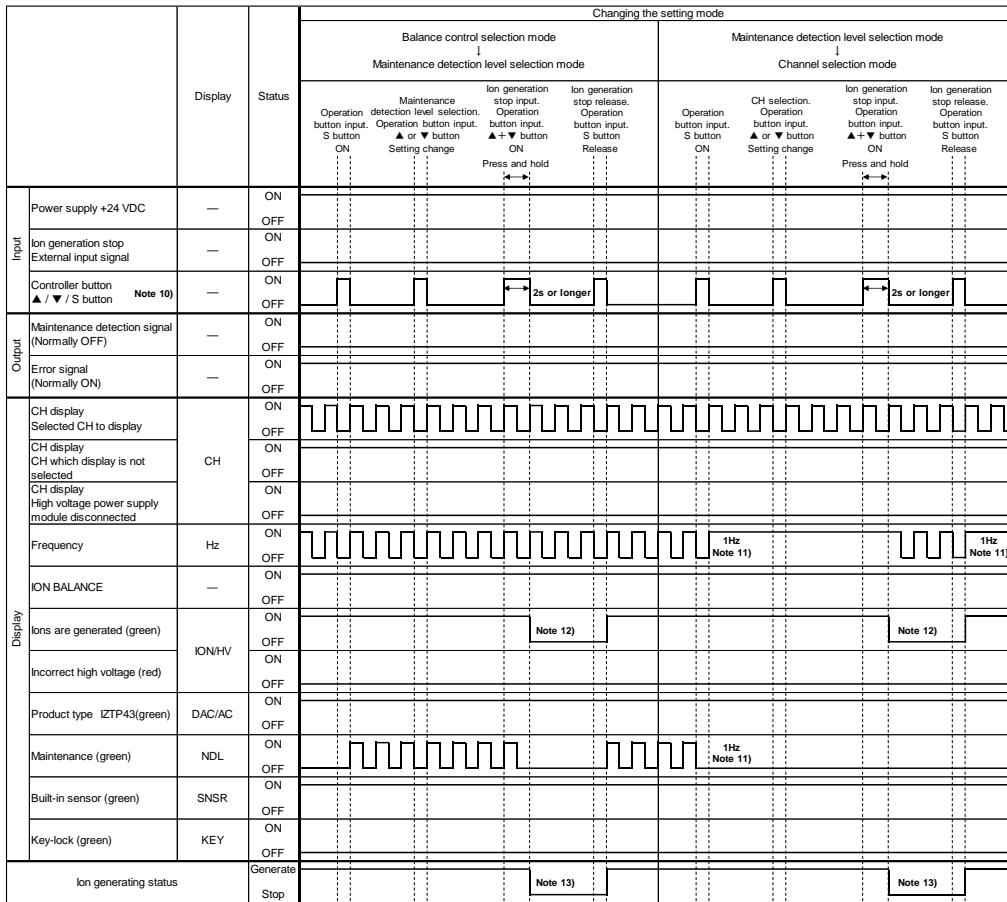 Changing the setting mode
Balance control selection mode
↓
Maintenance detection level selection mode
Maintenance detection level selection mode
↓
Channel selection mode
Display
Status
Operation
button input.
S button
ON
Maintenance
detection level selection.
Operation button input.
▲ or ▼ button
Setting change
Ion generation
stop input.
Operation
button input.
▲+▼ button
ON
Press and hold
Ion generation
stop release.
Operation
button input.
S button
Release
Operation
button input.
S button
ON
CH selection.
Operation
button input.
▲ or ▼ button
Setting change
Ion generation
stop input.
Operation
button input.
▲+▼ button
ON
Press and hold
Ion generation
stop release.
Operation
button input.
S button
Release
Input
Power supply +24 VDC
—
ON
OFF
Ion generation stop
External input signal
—
ON
OFF
Controller button
▲ / ▼ / S button Note 10)
—
ON
OFF
2s or longer
2s or longer
Output
Maintenance detection signal
(Normally OFF)
—
ON
OFF
Error signal
(Normally ON)
—
ON
OFF
Display
CH display
Selected CH to display
ON
OFF
CH display
CH which display is not
selected
CH
ON
OFF
CH display
High voltage power supply
module disconnected
ON
OFF
Frequency
Hz
ON
OFF
1Hz
Note 11)
1Hz
Note 11)
ION BALANCE
—
ON
OFF
Ions are generated (green)
ION/HV
ON
OFF
Note 12)
Note 12)
Incorrect high voltage (red)
ON
OFF
Product type IZTP43(green)
DAC/AC
ON
OFF
Maintenance (green)
NDL
ON
OFF
1Hz
Note 11)
Built-in sensor (green)
SNSR
ON
OFF
Key-lock (green)
KEY
ON
OFF
Ion generating status
Generate
Stop
Note 13)
Note 13)